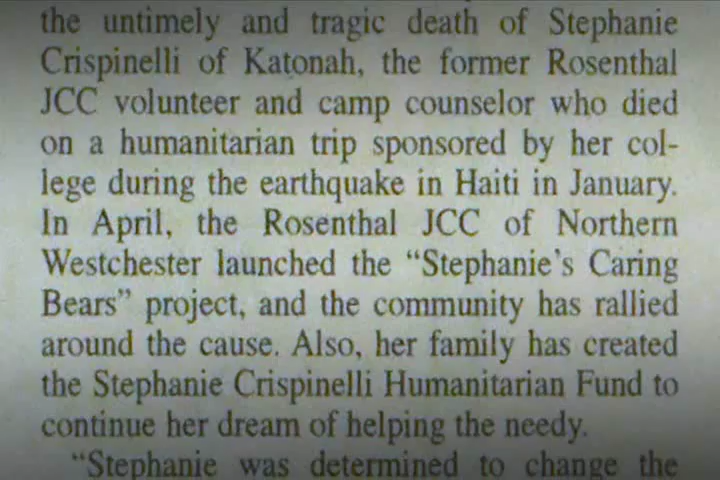 the untimely and tragic death of Stephanie
Crispinelli of Katonah, the former Rosenthal
JCC volunteer and camp counselor who died
on a humanitarian trip sponsored by her col-
lege during the earthquake in Haiti in January.
In April, the Rosenthal JCC of Northern
Westchester launched the “Stephanie’s Caring
Bears” project, and the community has rallied
around the cause. Also, her family has created
the Stephanie Crispinelli Humanitarian Fund to
continue her dream of helping the needy.
“Stephanie was determined to change the